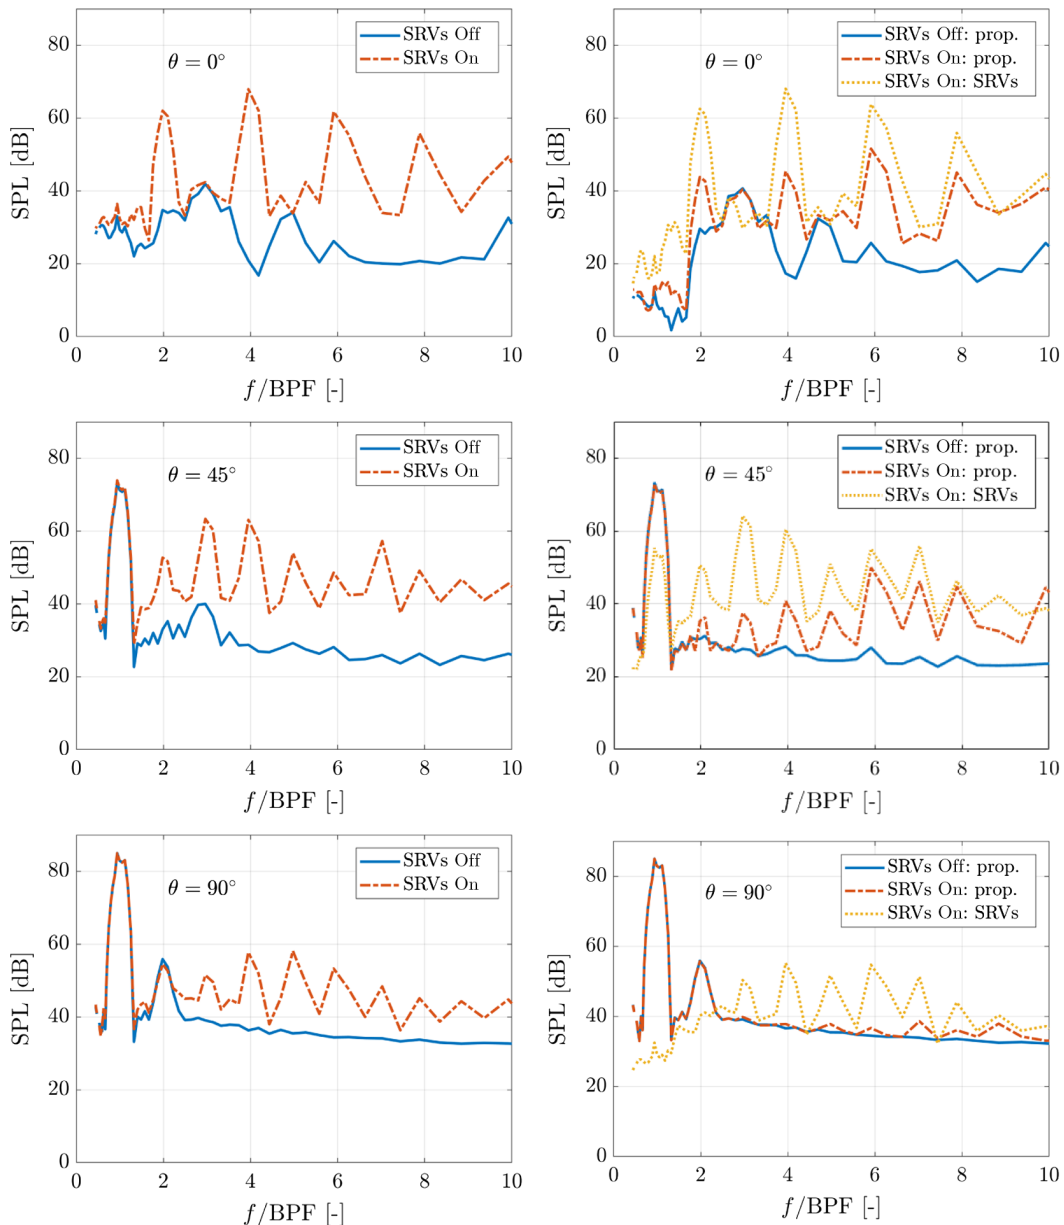 SRVs Off
SRVs On
θ = 0°
SPL [dB]
80
60
40
20
0
0 2 4 6 8 10
f/BPF [-]
SRVs Off: prop.
SRVs On: prop.
SRVs On: SRVs
θ = 0°
SPL [dB]
80
60
40
20
0
0 2 4 6 8 10
f/BPF [-]
SRVs Off
SRVs On
θ = 45°
SPL [dB]
80
60
40
20
0
0 2 4 6 8 10
f/BPF [-]
SRVs Off: prop.
SRVs On: prop.
SRVs On: SRVs
θ = 45°
SPL [dB]
80
60
40
20
0
0 2 4 6 8 10
f/BPF [-]
SRVs Off
SRVs On
θ = 90°
SPL [dB]
80
60
40
20
0
0 2 4 6 8 10
f/BPF [-]
SRVs Off: prop.
SRVs On: prop.
SRVs On: SRVs
θ = 90°
SPL [dB]
80
60
40
20
0
0 2 4 6 8 10
f/BPF [-]